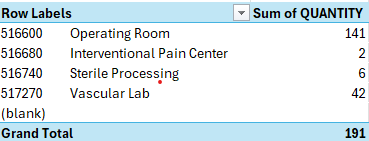 Row Labels Sum of QUANTITY
516600 Operating Room 141
516680 Interventional Pain Center 2
516740 Sterile Processing 6
517270 Vascular Lab 42
(blank)
Grand Total 191